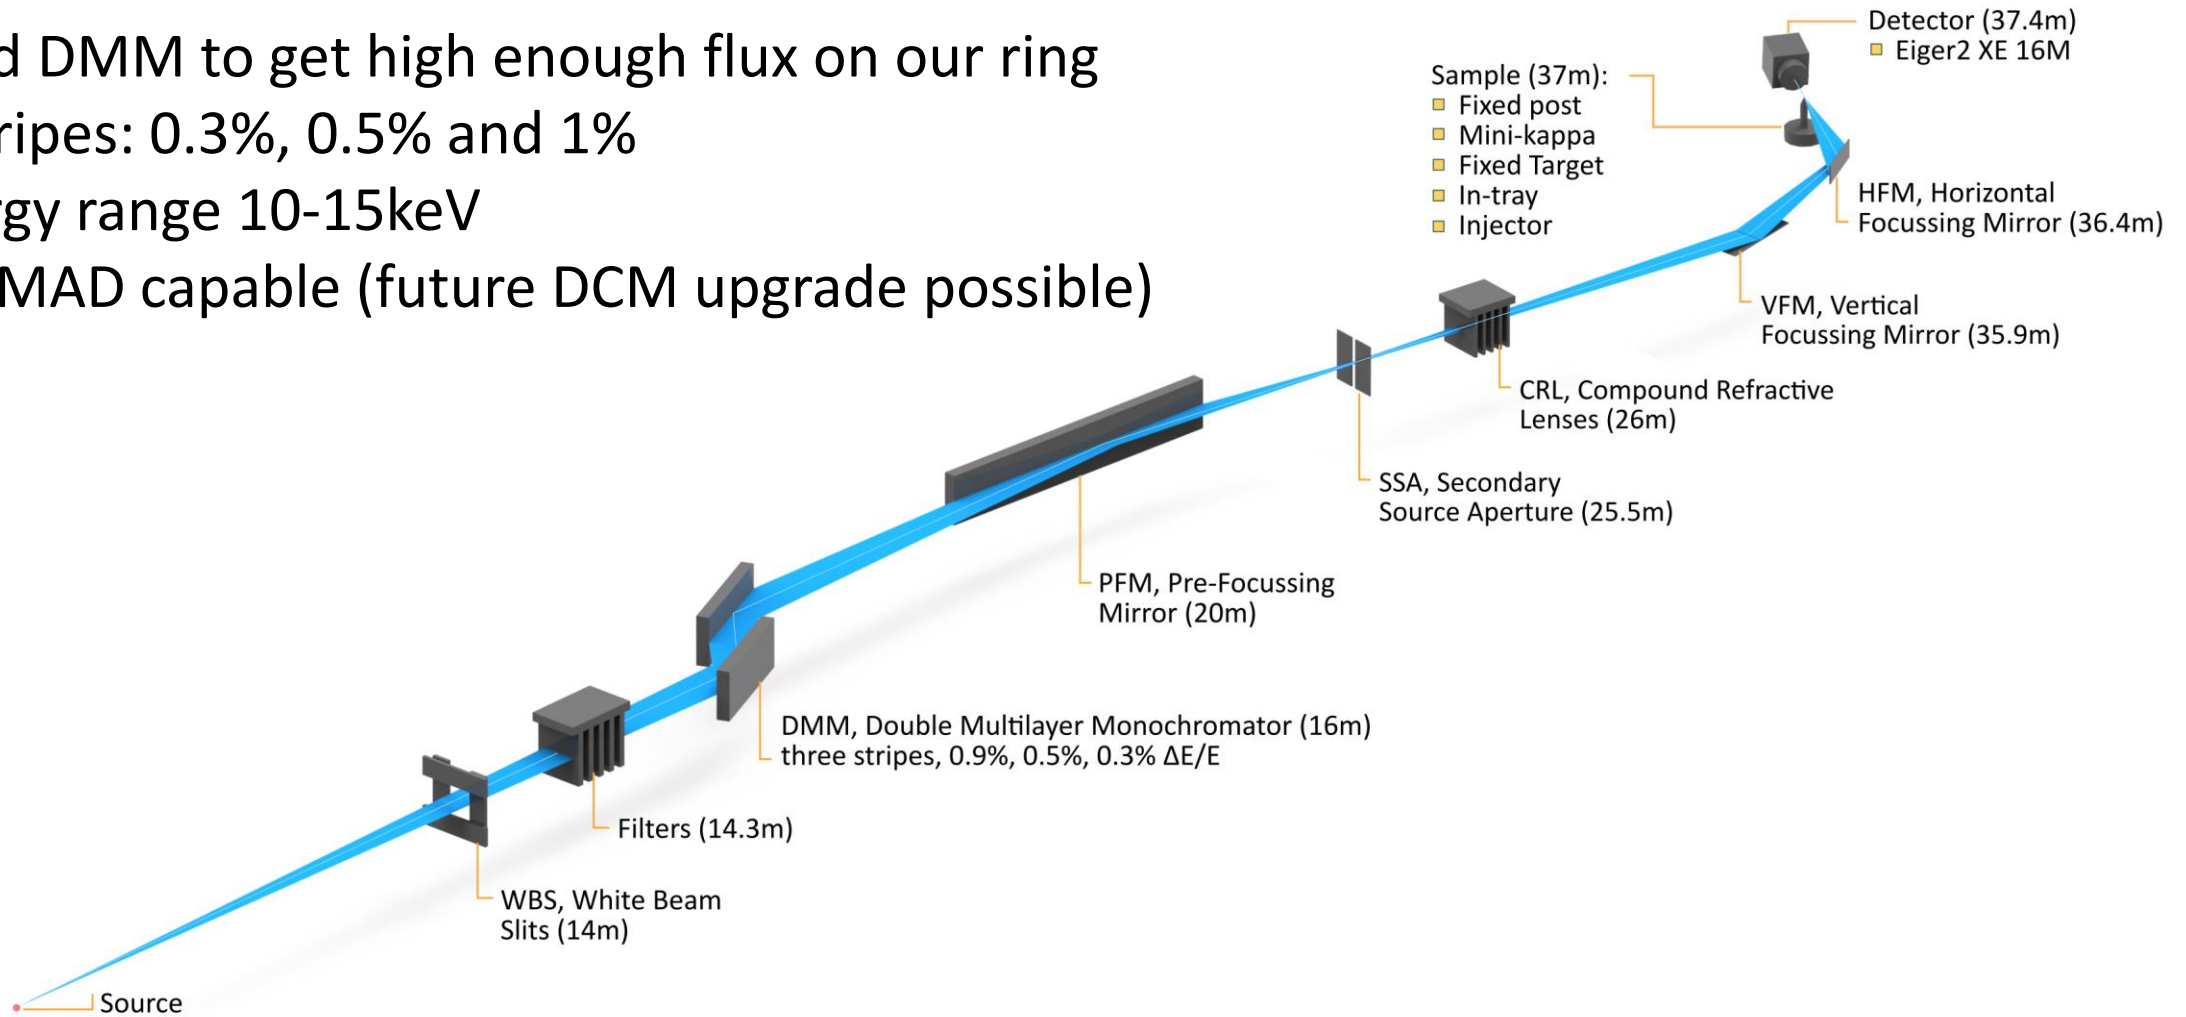 d DMM to get high enough flux on our ring
ripes: 0.3%, 0.5% and 1%
rgy range 10-15keV
MAD capable (future DCM upgrade possible)
Detector (37.4m)
Eiger2 XE 16M
Sample (37m):
Fixed post
Mini-kappa
Fixed Target
In-tray
Injector
HFM, Horizontal
Focussing Mirror (36.4m)
VFM, Vertical
Focussing Mirror (35.9m)
CRL, Compound Refractive
Lenses (26m)
SSA, Secondary
Source Aperture (25.5m)
PFM, Pre-Focussing
Mirror (20m)
DMM, Double Multilayer Monochromator (16m)
three stripes, 0.9%, 0.5%, 0.3% ΔE/E
Filters (14.3m)
WBS, White Beam
Slits (14m)
Source